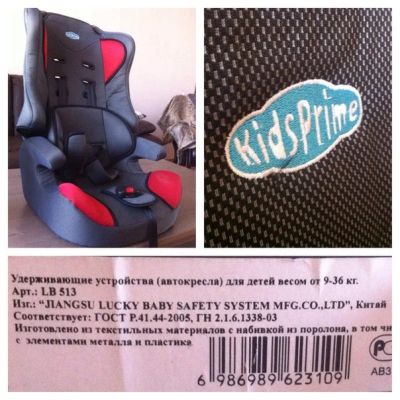 KidsPrime
Удерживающие устройства (автокресла) для детей весом от 9-36 кг.
Арт.: LB 513
Изг.: "JIANGSU LUCKY BABY SAFETY SYSTEM MFG.CO.,LTD", Китай
Соответствует: ГОСТ Р.41.44-2005, ГН 2.1.6.1338-03
Изготовлено из текстильных материалов с набивкой из поролона, в том чи
с элементами металла и пластика
АВ3
6 986989 623109